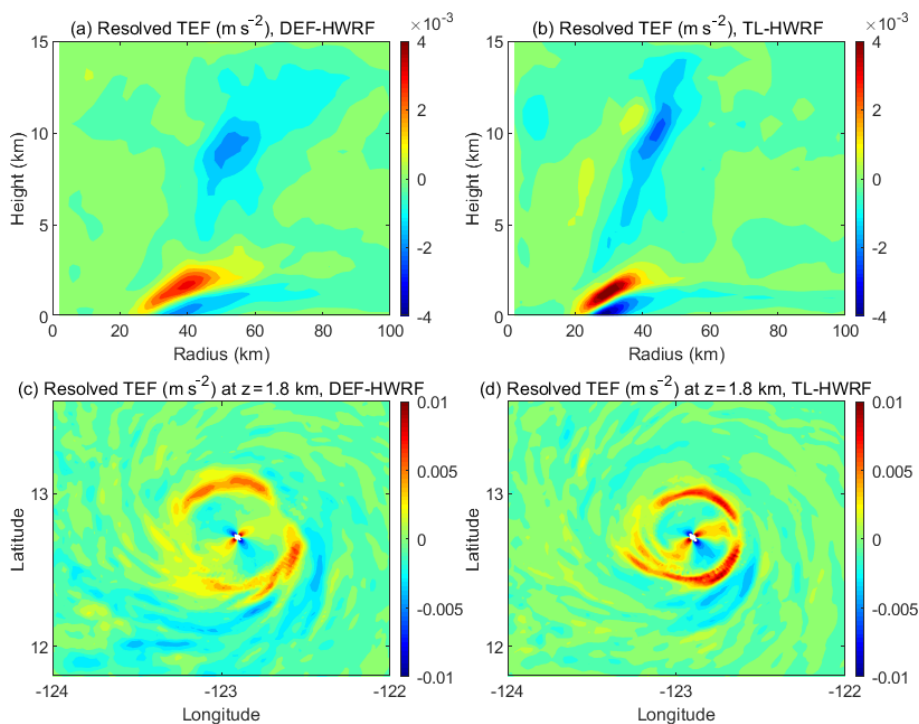 (a) Resolved TEF (m s⁻²), DEF-HWRF
(b) Resolved TEF (m s⁻²), TL-HWRF
×10⁻³
×10⁻³
15
10
5
0
Height (km)
0 20 40 60 80 100
Radius (km)
4
2
0
-2
-4
15
10
5
0
Height (km)
0 20 40 60 80 100
Radius (km)
4
2
0
-2
-4
(c) Resolved TEF (m s⁻²) at z = 1.8 km, DEF-HWRF
(d) Resolved TEF (m s⁻²) at z = 1.8 km, TL-HWRF
13
12
Latitude
-124 -123 -122
Longitude
0.01
0.005
0
-0.005
-0.01
13
12
Latitude
-124 -123 -122
Longitude
0.01
0.005
0
-0.005
-0.01